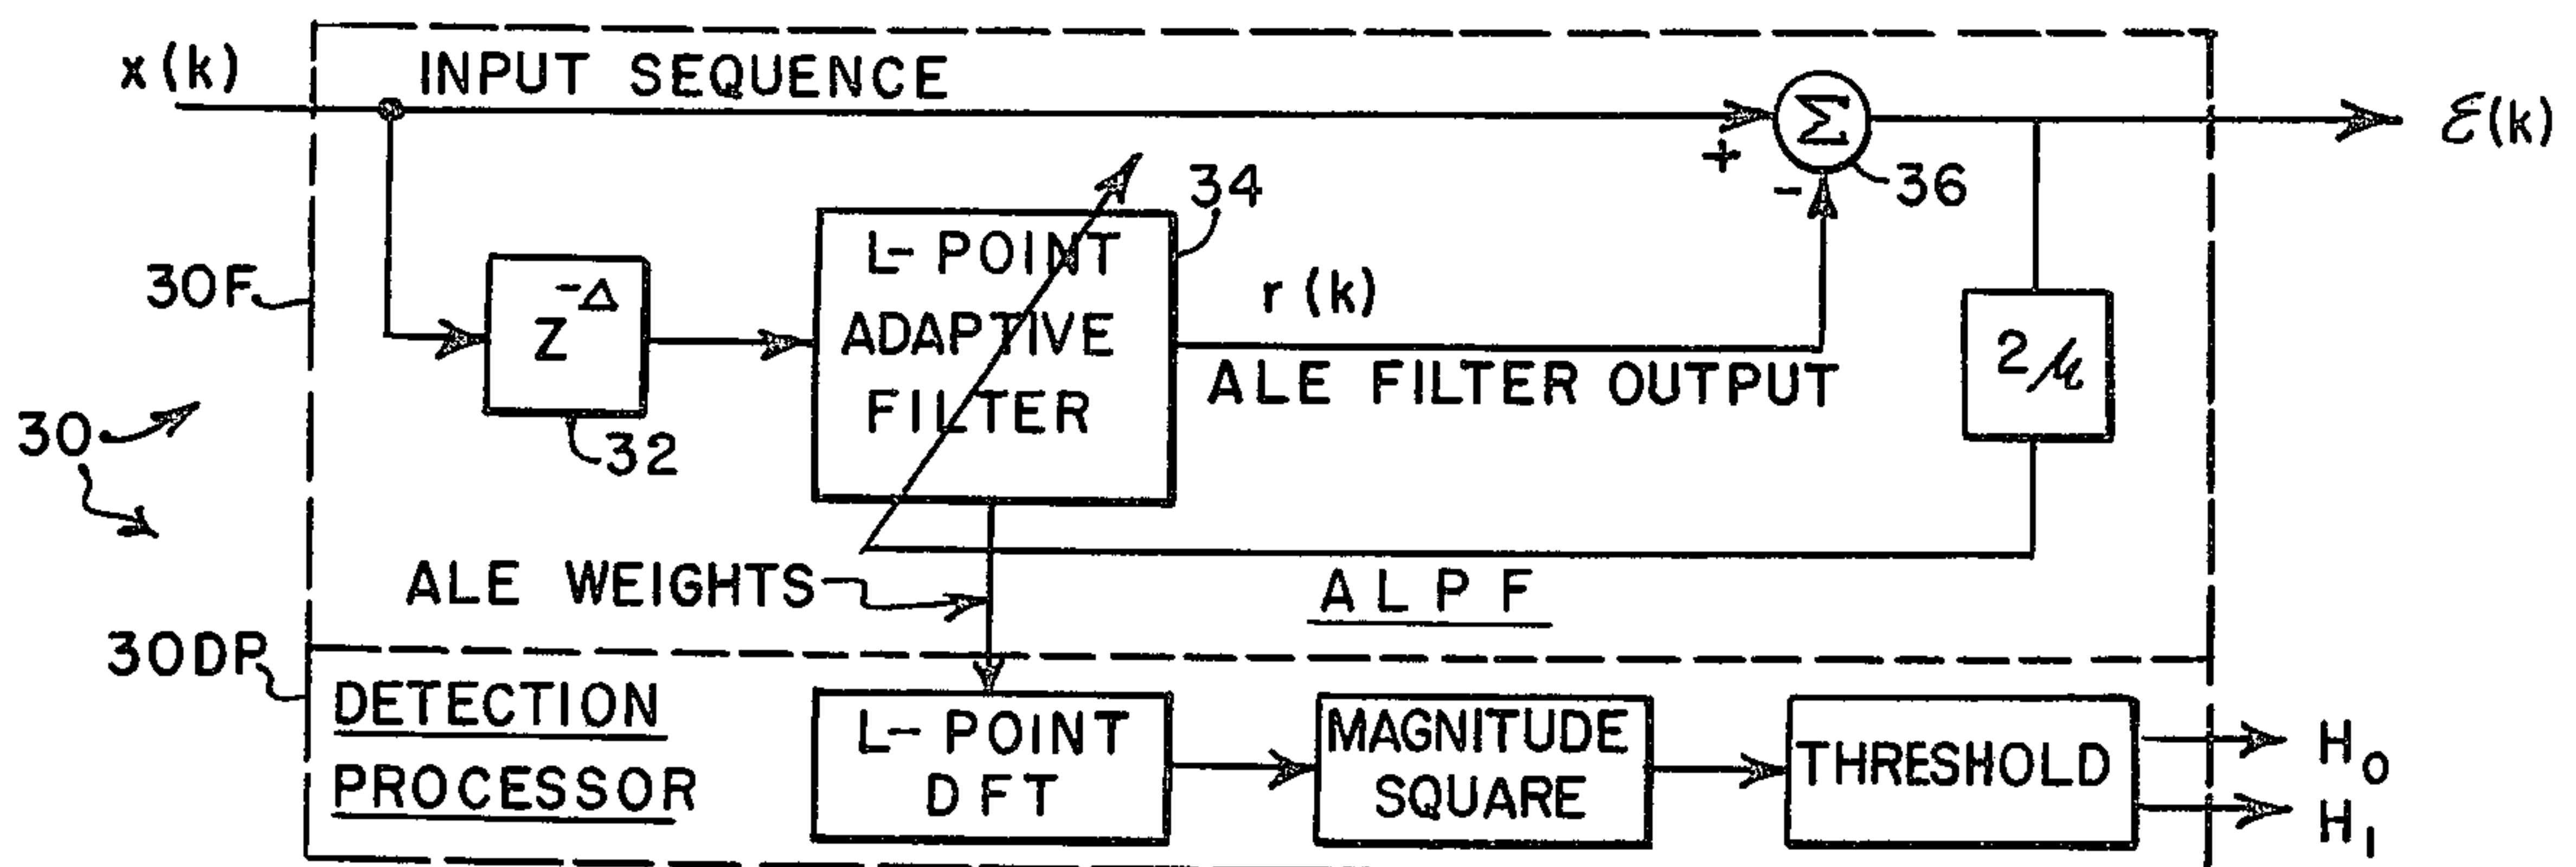 x(k)
INPUT SEQUENCE
Σ
ℰ(k)
+
-
36
34
L- POINT
ADAPTIVE
FILTER
30F
Z^-Δ
32
r(k)
ALE FILTER OUTPUT
2μ
30
ALE WEIGHTS
ALPF
30DP
DETECTION
PROCESSOR
L- POINT
DFT
MAGNITUDE
SQUARE
THRESHOLD
H₀
H₁